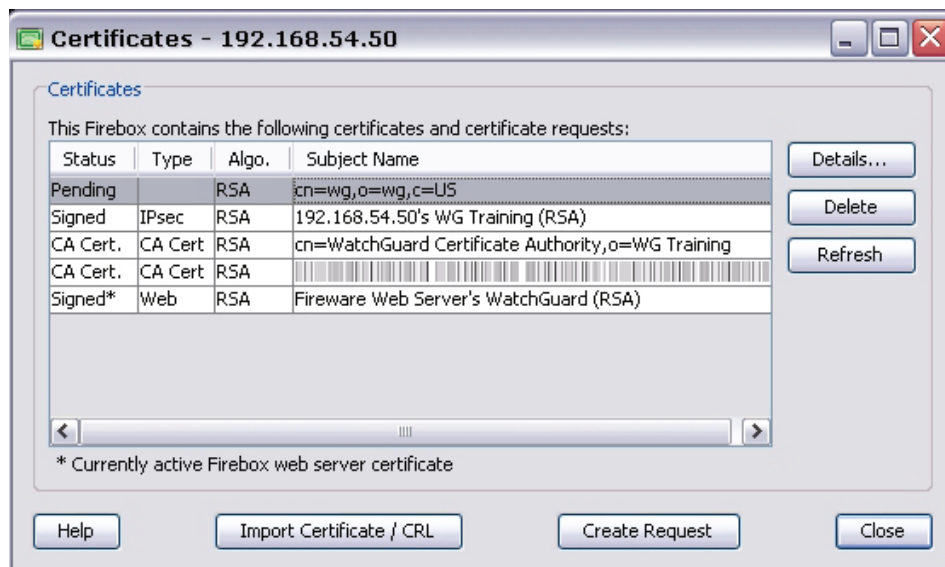 Certificates - 192.168.54.50
Certificates
This Firebox contains the following certificates and certificate requests:
Status Type Algo. Subject Name
Details...
Pending RSA cn=wg,o=wg,c=US
Signed IPsec RSA 192.168.54.50's WG Training (RSA)
Delete
CA Cert. CA Cert RSA cn=WatchGuard Certificate Authority,o=WG Training
Refresh
CA Cert. CA Cert RSA
Signed* Web RSA Fireware Web Server's WatchGuard (RSA)
* Currently active Firebox web server certificate
Help Import Certificate / CRL Create Request Close